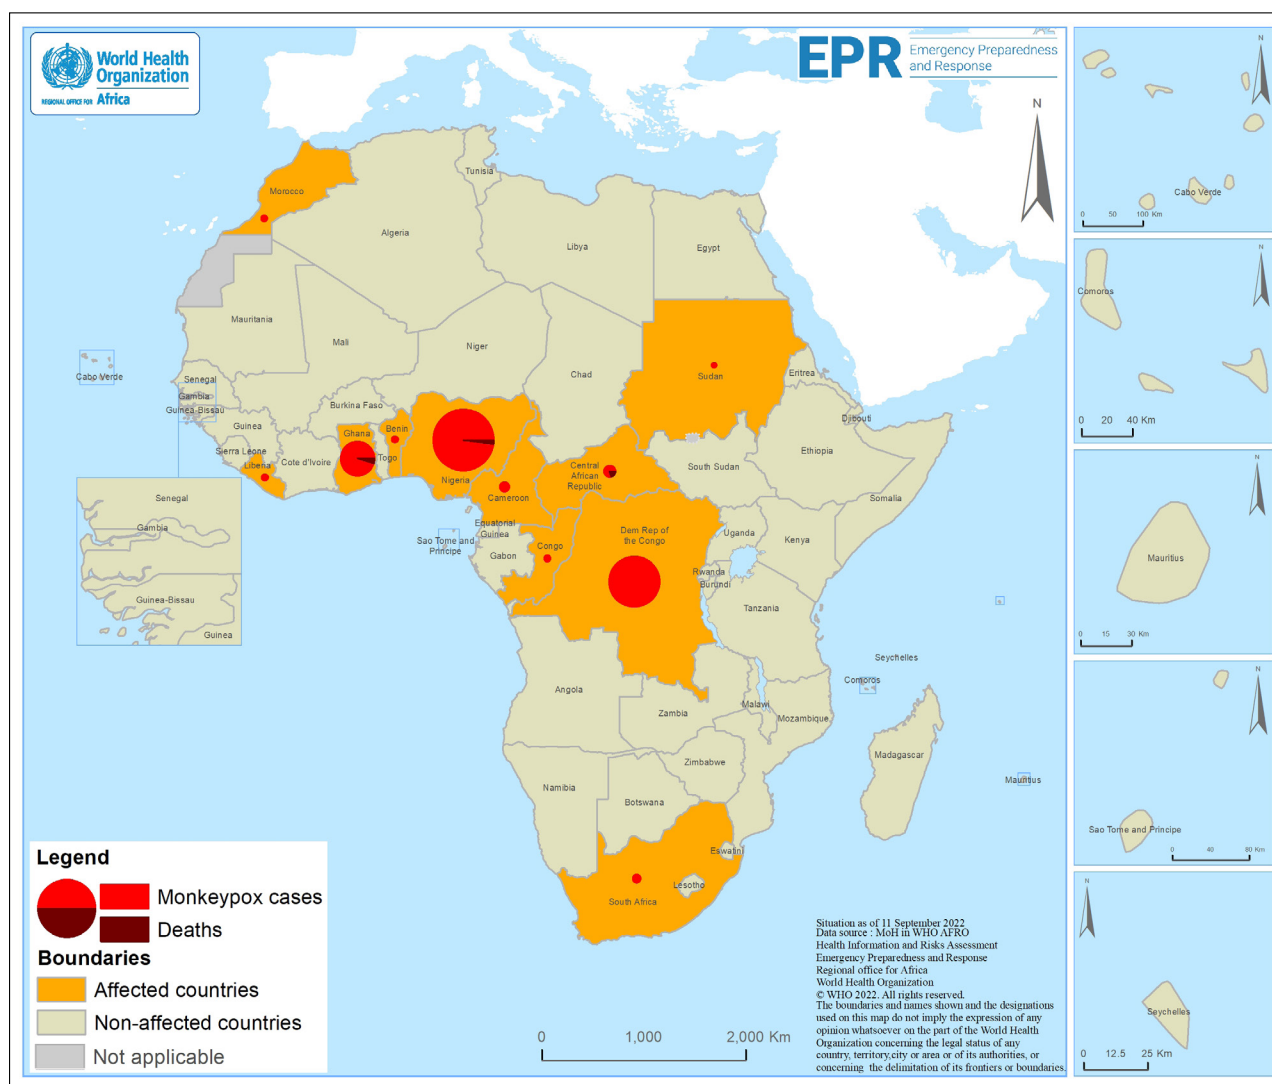 World Health
Organization
REGIONAL OFFICE FOR Africa
EPR
Emergency Preparedness
and Response
N
Morocco
Tunisia
Algeria
Libya
Egypt
Mauritania
Mali
Niger
Chad
Sudan
Eritrea
Cabo Verde
Senegal
Gambia
Guinea-Bissau
Guinea
Sierra Leone
Liberia
Cote d'Ivoire
Burkina Faso
Ghana
Togo
Benin
Nigeria
Cameroon
Central
African
Republic
South Sudan
Ethiopia
Djibouti
Somalia
Equatorial
Guinea
Sao Tome and
Principe
Gabon
Congo
Dem Rep of
the Congo
Uganda
Kenya
Rwanda
Burundi
Tanzania
Seychelles
Comoros
Angola
Zambia
Malawi
Mozambique
Madagascar
Mauritius
Zimbabwe
Namibia
Botswana
Eswatini
Lesotho
South Africa
Senegal
Gambia
Guinea-Bissau
Guinea
Legend
Monkeypox cases
Deaths
Boundaries
Affected countries
Non-affected countries
Not applicable
0 1,000 2,000 Km
Situation as of 11 September 2022
Data source : MoH in WHO AFRO
Health Information and Risks Assessment
Emergency Preparedness and Response
Regional office for Africa
World Health Organization
© WHO 2022. All rights reserved.
The boundaries and names shown and the designations
used on this map do not imply the expression of any
opinion whatsoever on the part of the World Health
Organization concerning the legal status of any
country, territory,city or area or of its authorities, or
concerning the delimitation of its frontiers or boundaries.
N
Cabo Verde
0 50 100 Km
N
Comoros
0 20 40 Km
N
Mauritius
0 15 30 Km
N
Sao Tome and Principe
0 40 80 Km
N
Seychelles
0 12.5 25 Km